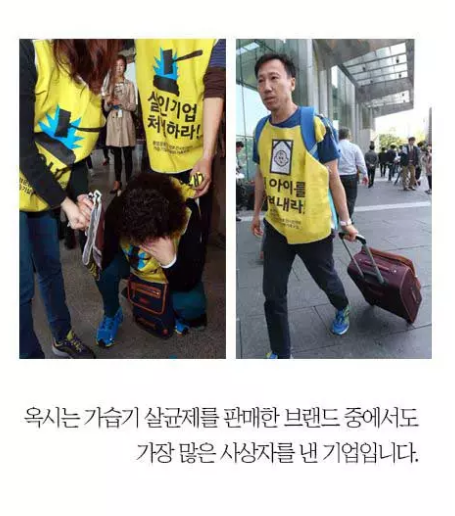 살인기업
처벌하라!
아이를
내라!
옥시는 가습기 살균제를 판매한 브랜드 중에서도
가장 많은 사상자를 낸 기업입니다.